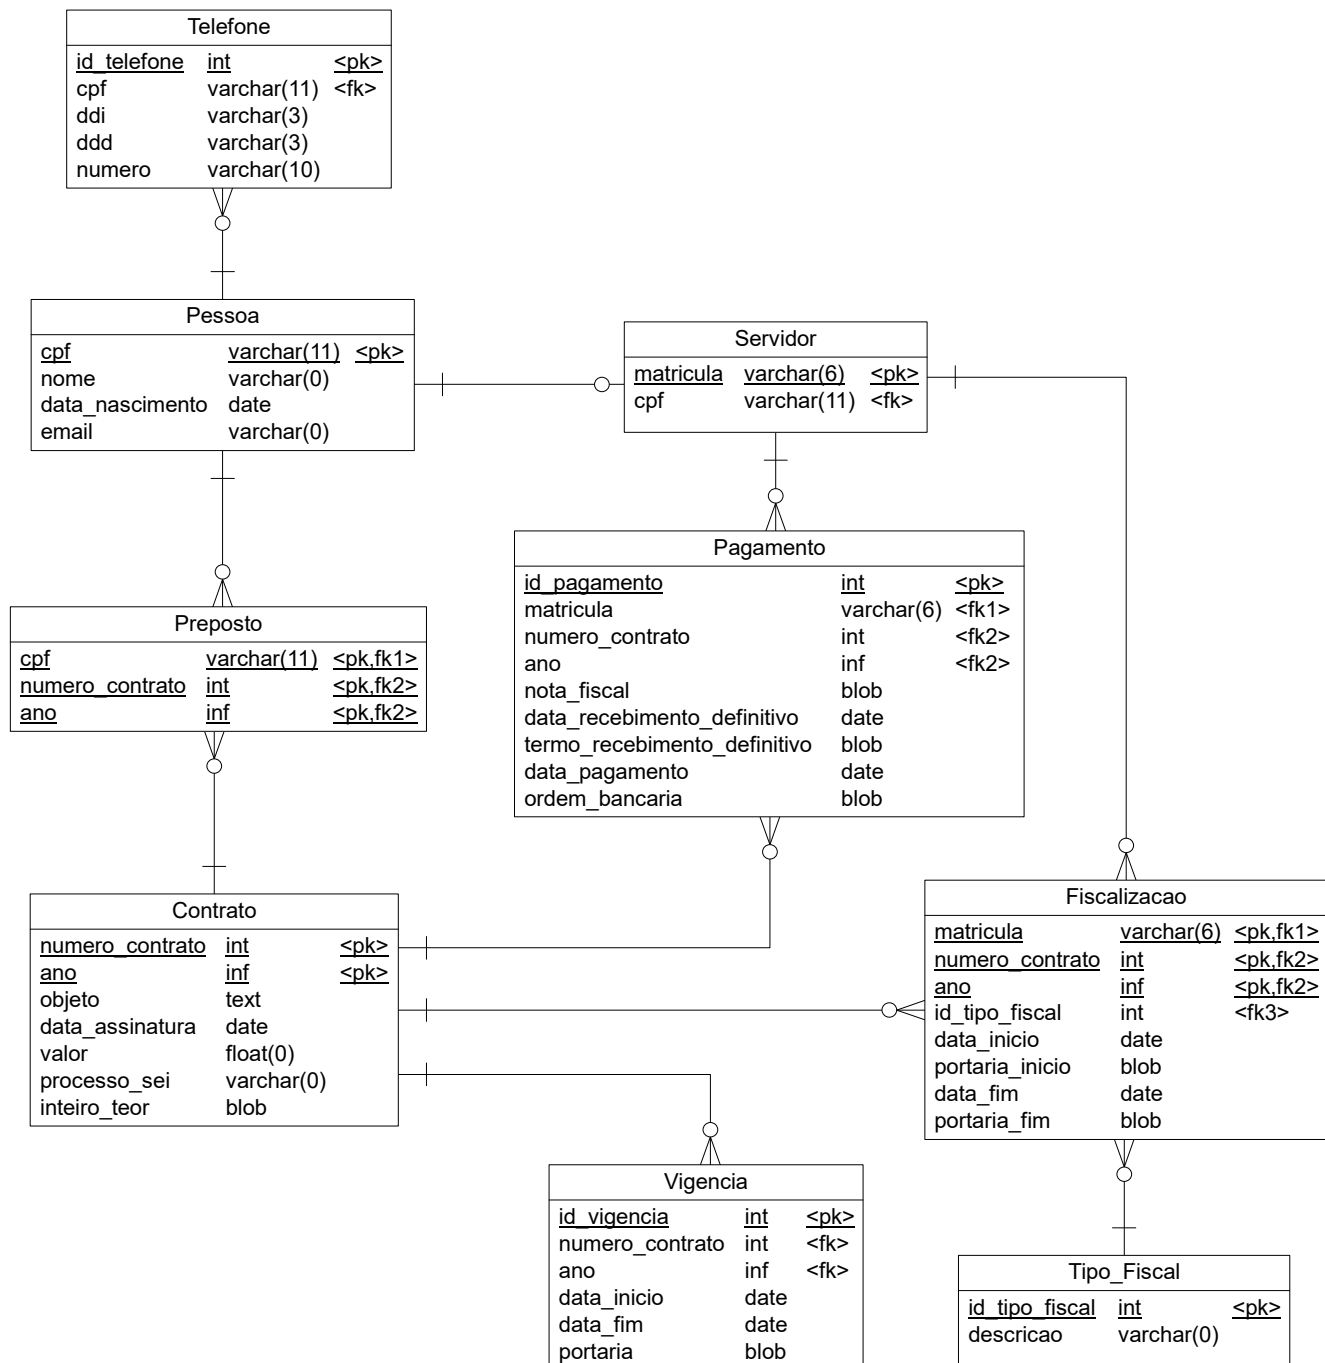 Telefone
id_telefone int <pk>
cpf varchar(11) <fk>
ddi varchar(3)
ddd varchar(3)
numero varchar(10)
Pessoa
cpf varchar(11) <pk>
nome varchar(0)
data_nascimento date
email varchar(0)
Servidor
matricula varchar(6) <pk>
cpf varchar(11) <fk>
Pagamento
id_pagamento int <pk>
matricula varchar(6) <fk1>
numero_contrato int <fk2>
ano inf <fk2>
nota_fiscal blob
data_recebimento_definitivo date
termo_recebimento_definitivo blob
data_pagamento date
ordem_bancaria blob
Preposto
cpf varchar(11) <pk,fk1>
numero_contrato int <pk,fk2>
ano inf <pk,fk2>
Contrato
numero_contrato int <pk>
ano inf <pk>
objeto text
data_assinatura date
valor float(0)
processo_sei varchar(0)
inteiro_teor blob
Fiscalizacao
matricula varchar(6) <pk,fk1>
numero_contrato int <pk,fk2>
ano inf <pk,fk2>
id_tipo_fiscal int <fk3>
data_inicio date
portaria_inicio blob
data_fim date
portaria_fim blob
Vigencia
id_vigencia int <pk>
numero_contrato int <fk>
ano inf <fk>
data_inicio date
data_fim date
portaria blob
Tipo_Fiscal
id_tipo_fiscal int <pk>
descricao varchar(0)